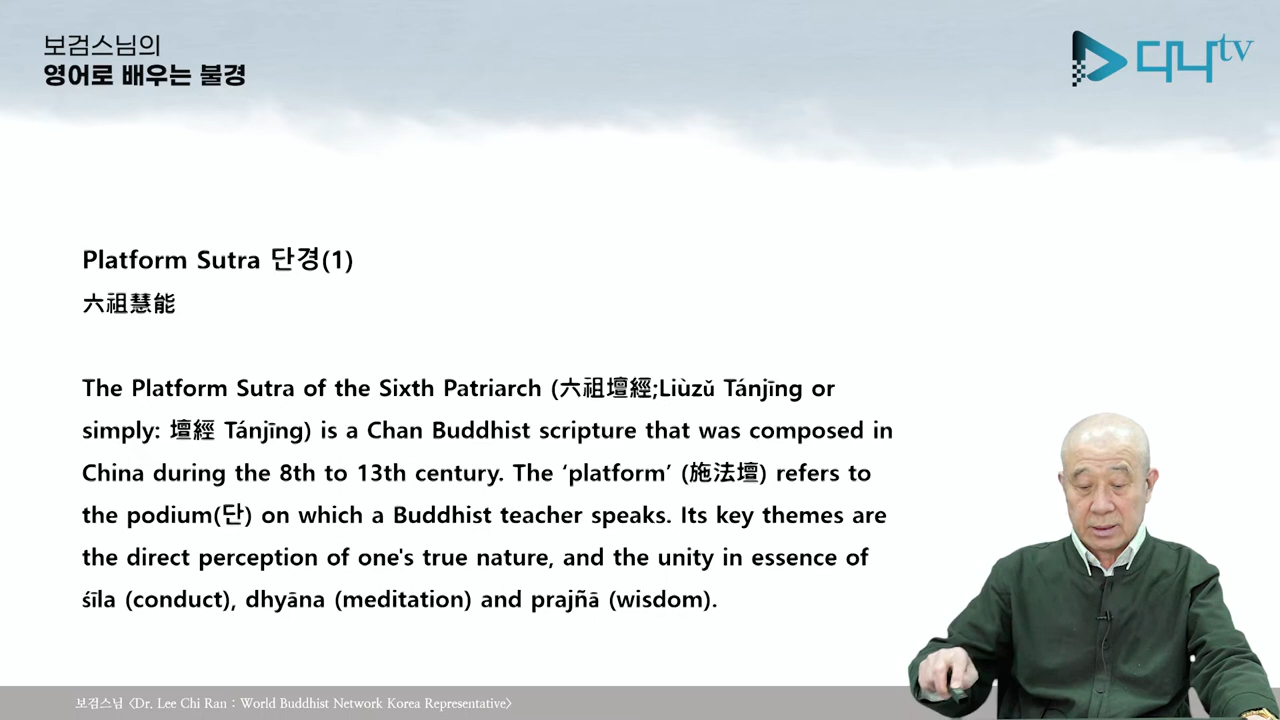 보검스님의
영어로 배우는 불경
디나tv
Platform Sutra 단경(1)
六祖慧能
The Platform Sutra of the Sixth Patriarch (六祖壇經;Liùzǔ Tánjīng or
simply: 壇經 Tánjīng) is a Chan Buddhist scripture that was composed in
China during the 8th to 13th century. The ‘platform’ (施法壇) refers to
the podium(단) on which a Buddhist teacher speaks. Its key themes are
the direct perception of one's true nature, and the unity in essence of
śīla (conduct), dhyāna (meditation) and prajñā (wisdom).
보검스님 <Dr. Lee Chi Ran : World Buddhist Network Korea Representative>